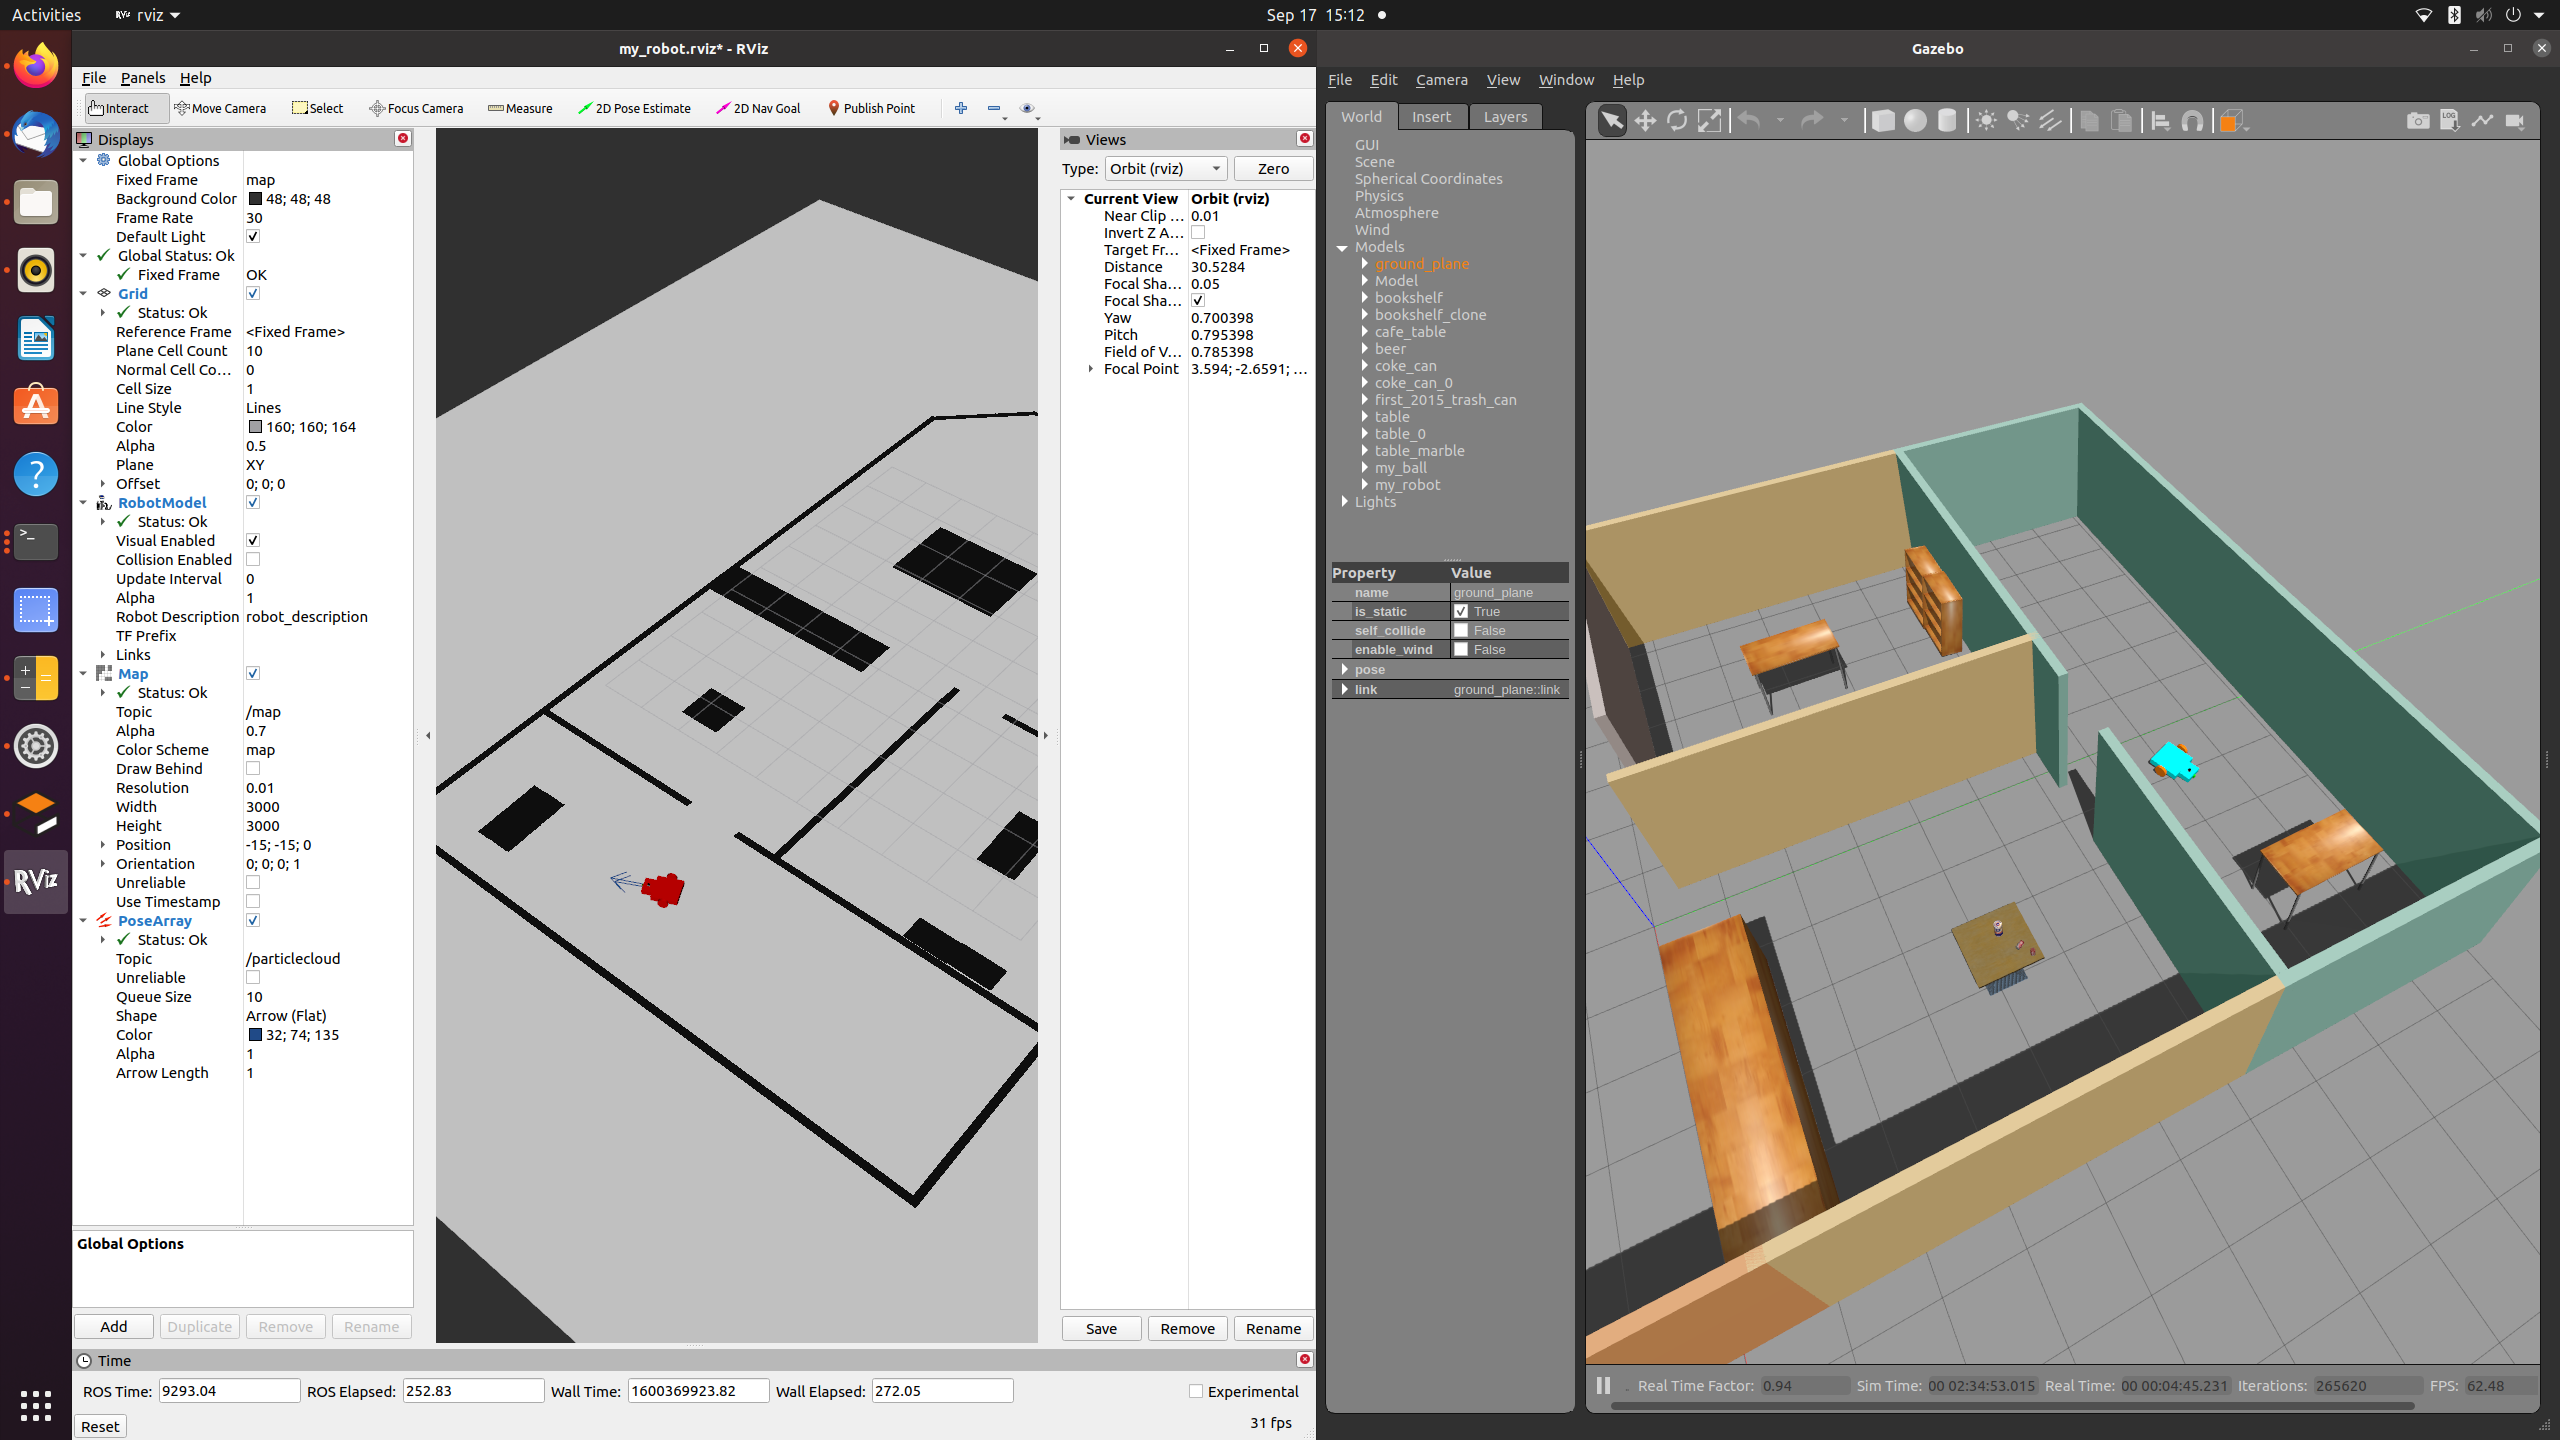 Activities rviz Sep 17 15:12
my_robot.rviz* - RViz
File Panels Help
Interact Move Camera Select Focus Camera Measure 2D Pose Estimate 2D Nav Goal Publish Point
Displays
Global Options
Fixed Frame map
Background Color 48; 48; 48
Frame Rate 30
Default Light
Global Status: Ok
Fixed Frame OK
Grid
Status: Ok
Reference Frame <Fixed Frame>
Plane Cell Count 10
Normal Cell Co... 0
Cell Size 1
Line Style Lines
Color 160; 160; 164
Alpha 0.5
Plane XY
Offset 0; 0; 0
RobotModel
Status: Ok
Visual Enabled
Collision Enabled
Update Interval 0
Alpha 1
Robot Description robot_description
TF Prefix
Links
Map
Status: Ok
Topic /map
Alpha 0.7
Color Scheme map
Draw Behind
Resolution 0.01
Width 3000
Height 3000
Position -15; -15; 0
Orientation 0; 0; 0; 1
Unreliable
Use Timestamp
PoseArray
Status: Ok
Topic /particlecloud
Unreliable
Queue Size 10
Shape Arrow (Flat)
Color 32; 74; 135
Alpha 1
Arrow Length 1
Global Options
Add Duplicate Remove Rename
Views
Type: Orbit (rviz) Zero
Current View Orbit (rviz)
Near Clip ... 0.01
Invert Z A...
Target Fr... <Fixed Frame>
Distance 30.5284
Focal Sha... 0.05
Focal Sha...
Yaw 0.700398
Pitch 0.795398
Field of V... 0.785398
Focal Point 3.594; -2.6591; ...
Save Remove Rename
Time
ROS Time: 9293.04 ROS Elapsed: 252.83 Wall Time: 1600369923.82 Wall Elapsed: 272.05 Experimental
Reset 31 fps
RViz
Gazebo
File Edit Camera View Window Help
World Insert Layers
GUI
Scene
Spherical Coordinates
Physics
Atmosphere
Wind
Models
ground_plane
Model
bookshelf
bookshelf_clone
cafe_table
beer
coke_can
coke_can_0
first_2015_trash_can
table
table_0
table_marble
my_ball
my_robot
Lights
Property Value
name ground_plane
is_static True
self_collide False
enable_wind False
pose
link ground_plane::link
LOG
Real Time Factor: 0.94 Sim Time: 00 02:34:53.015 Real Time: 00 00:04:45.231 Iterations: 265620 FPS: 62.48